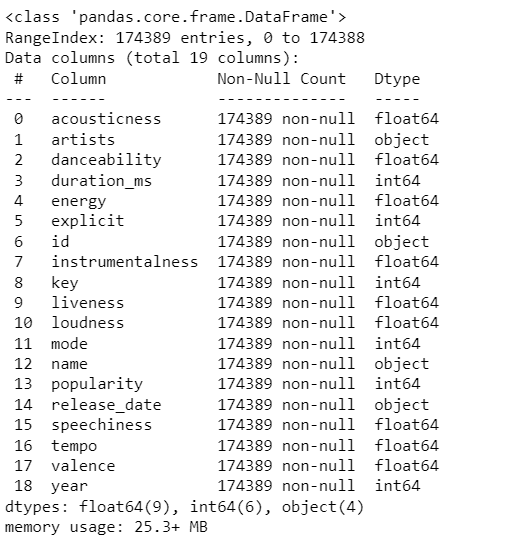 <class 'pandas.core.frame.DataFrame'>
RangeIndex: 174389 entries, 0 to 174388
Data columns (total 19 columns):
 #   Column            Non-Null Count   Dtype
---  ------            --------------   -----
 0   acousticness      174389 non-null  float64
 1   artists           174389 non-null  object
 2   danceability      174389 non-null  float64
 3   duration_ms       174389 non-null  int64
 4   energy            174389 non-null  float64
 5   explicit          174389 non-null  int64
 6   id                174389 non-null  object
 7   instrumentalness  174389 non-null  float64
 8   key               174389 non-null  int64
 9   liveness          174389 non-null  float64
 10  loudness          174389 non-null  float64
 11  mode              174389 non-null  int64
 12  name              174389 non-null  object
 13  popularity        174389 non-null  int64
 14  release_date      174389 non-null  object
 15  speechiness       174389 non-null  float64
 16  tempo             174389 non-null  float64
 17  valence           174389 non-null  float64
 18  year              174389 non-null  int64
dtypes: float64(9), int64(6), object(4)
memory usage: 25.3+ MB